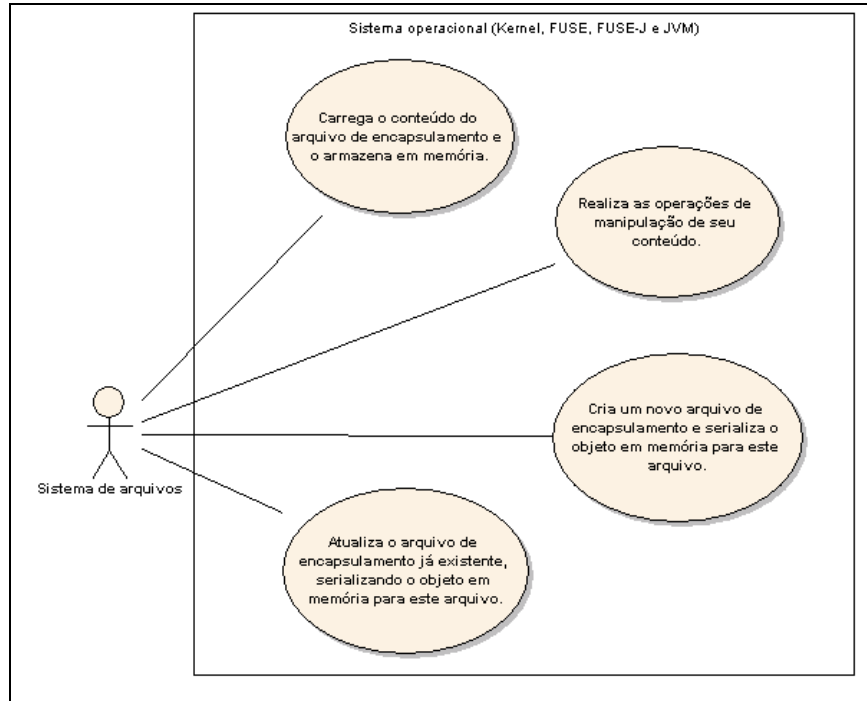 Sistema operacional (Kernel, FUSE, FUSE-J e JVM)
Carrega o conteúdo do
arquivo de encapsulamento e
o armazena em memória.
Realiza as operações de
manipulação de seu
conteúdo.
Cria um novo arquivo de
encapsulamento e serializa o
objeto em memória para este
arquivo.
Sistema de arquivos
Atualiza o arquivo de
encapsulamento já existente,
serializando o objeto em
memória para este arquivo.